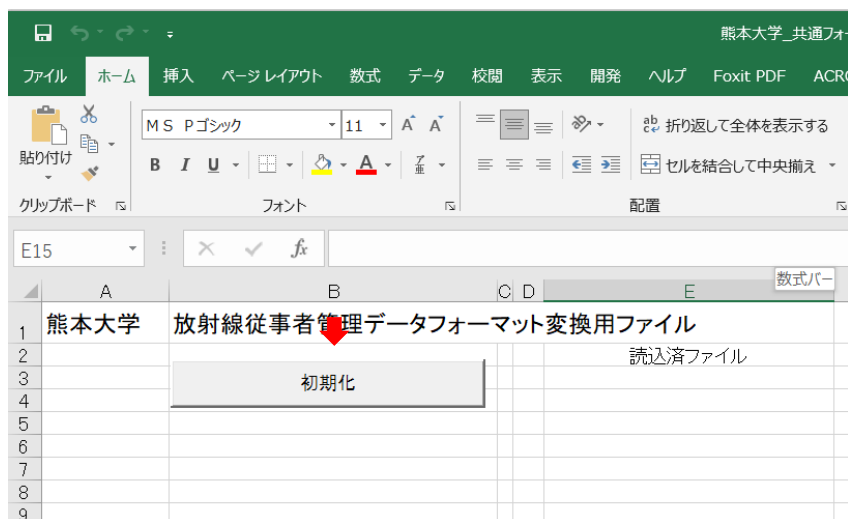 熊本大学_共通フォー
ファイル ホーム 挿入 ページ レイアウト 数式 データ 校閲 表示 開発 ヘルプ Foxit PDF ACR
貼り付け
ＭＳ Ｐゴシック 11 A A
ab 折り返して全体を表示する
B I U A ア亜
セルを結合して中央揃え
クリップボード フォント 配置
E15 fx
数式バー
A B C D E
1 熊本大学 放射線従事者管理データフォーマット変換用ファイル
2 読込済ファイル
3 初期化
4
5
6
7
8
9